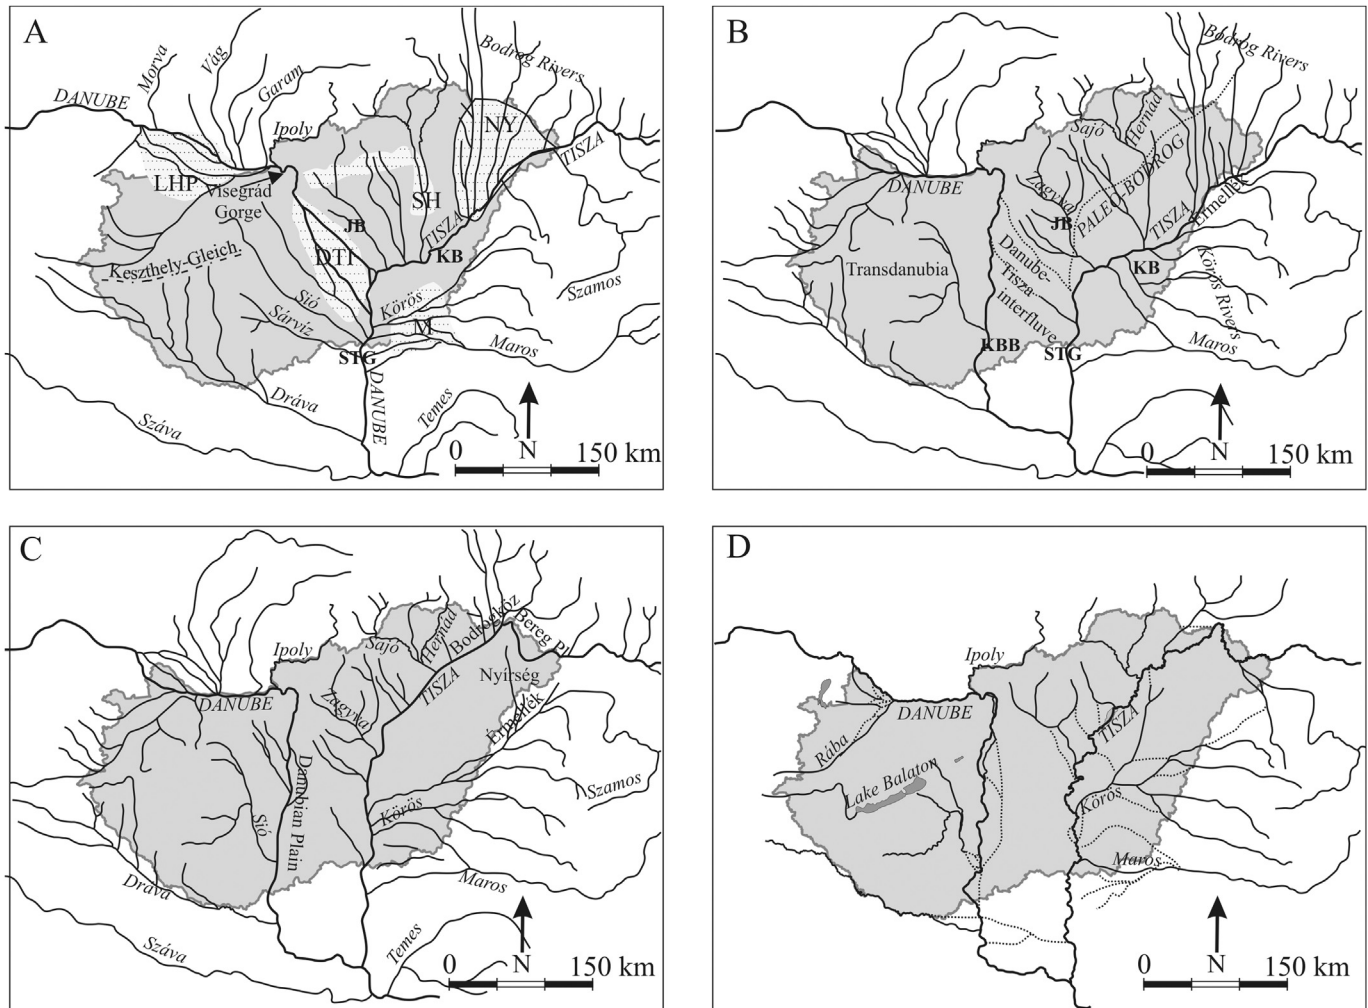 A
Morva
Vág
Garam
Bodrog Rivers
DANUBE
Ipoly
NY
TISZA
LHP
Visegrád
Gorge
SH
JB
TISZA
DTI
KB
Keszthely-Gleich.
Szamos
Sió
Körös
Sárvíz
M
Maros
STG
DANUBE
Dráva
Temes
Száva
0 N 150 km
B
Bodrog Rivers
Sajó
Hernád
DANUBE
Zagyva
PALEO-BODROG
Érmellék
JB
TISZA
Transdanubia
Danube-
Tisza
interfluve
KB
Körös Rivers
KBB
STG
Maros
0 N 150 km
C
Ipoly
Sajó
Hernád
Bodrogköz
Bereg Pl.
Nyírség
DANUBE
Zagyva
TISZA
Érmellék
Danubian Plain
Szamos
Sió
Körös
Dráva
Maros
Száva
Temes
0 N 150 km
D
Ipoly
DANUBE
TISZA
Rába
Lake Balaton
Körös
Maros
0 N 150 km